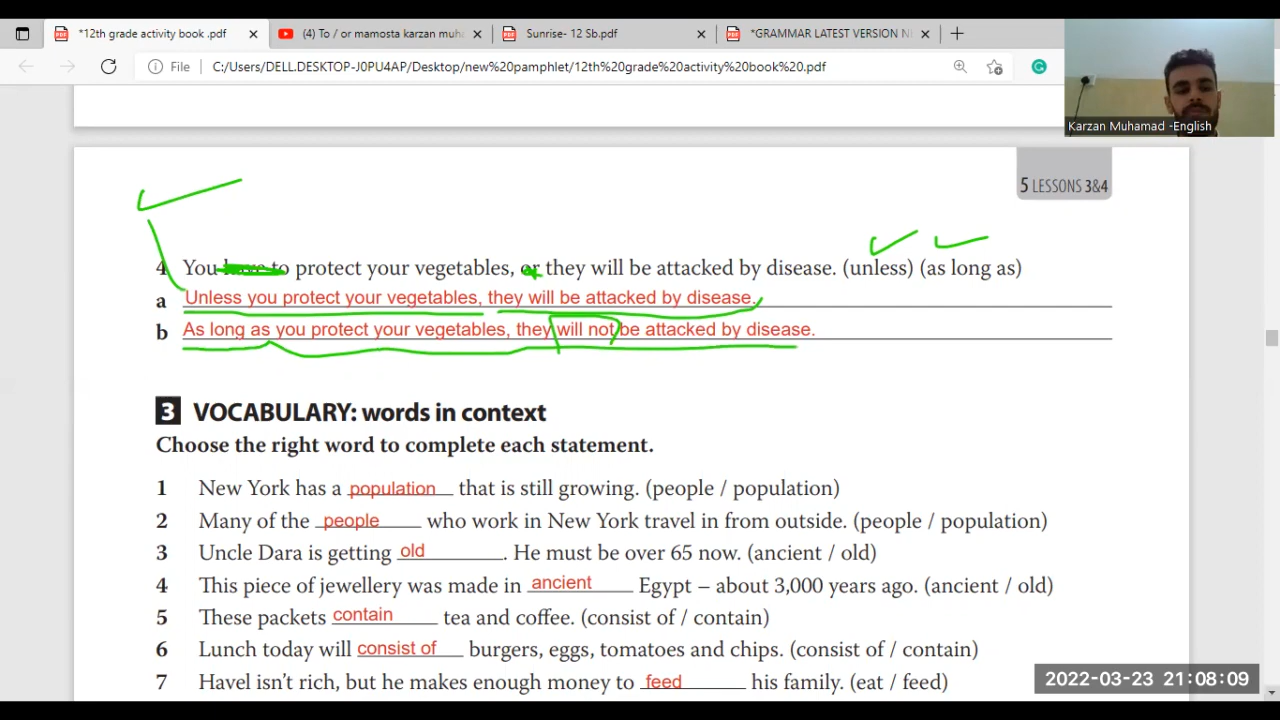 *12th grade activity book .pdf
(4) To / or mamosta karzan muha
Sunrise- 12 Sb.pdf
*GRAMMAR LATEST VERSION N
File C:/Users/DELL.DESKTOP-J0PU4AP/Desktop/new%20pamphlet/12th%20grade%20activity%20book%20.pdf
Karzan Muhamad -English
5 LESSONS 3&4
4 You have to protect your vegetables, or they will be attacked by disease. (unless) (as long as)
a Unless you protect your vegetables, they will be attacked by disease.
b As long as you protect your vegetables, they will not be attacked by disease.
3 VOCABULARY: words in context
Choose the right word to complete each statement.
1 New York has a population that is still growing. (people / population)
2 Many of the people who work in New York travel in from outside. (people / population)
3 Uncle Dara is getting old. He must be over 65 now. (ancient / old)
4 This piece of jewellery was made in ancient Egypt – about 3,000 years ago. (ancient / old)
5 These packets contain tea and coffee. (consist of / contain)
6 Lunch today will consist of burgers, eggs, tomatoes and chips. (consist of / contain)
7 Havel isn't rich, but he makes enough money to feed his family. (eat / feed)
2022-03-23 21:08:09